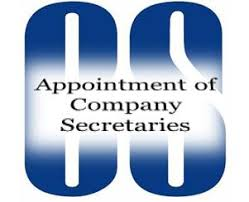 CS
Appointment of
Company
Secretaries